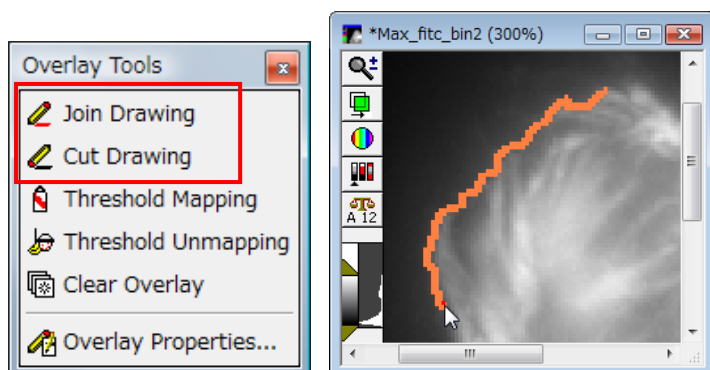 Overlay Tools
Join Drawing
Cut Drawing
Threshold Mapping
Threshold Unmapping
Clear Overlay
Overlay Properties...
*Max_fitc_bin2 (300%)
A 12